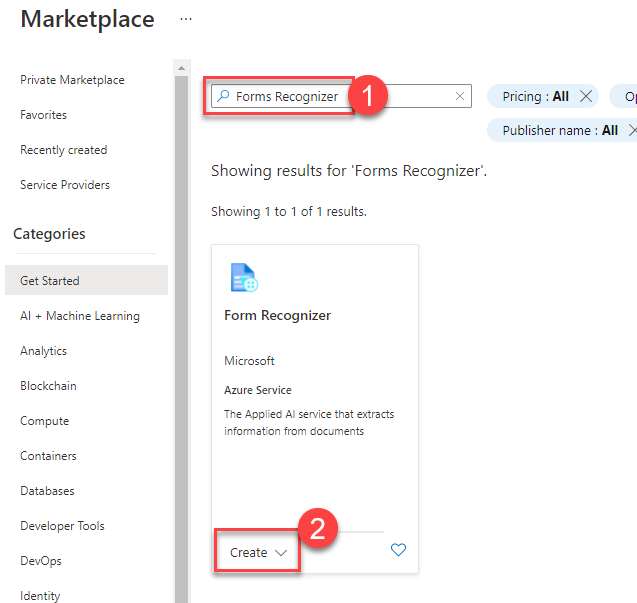 Marketplace ...
Private Marketplace
Favorites
Recently created
Service Providers
Categories
Get Started
AI + Machine Learning
Analytics
Blockchain
Compute
Containers
Databases
Developer Tools
DevOps
Identity
Forms Recognizer
1
Pricing : All
Op
Publisher name : All
Showing results for 'Forms Recognizer'.
Showing 1 to 1 of 1 results.
Form Recognizer
Microsoft
Azure Service
The Applied AI service that extracts
information from documents
2
Create